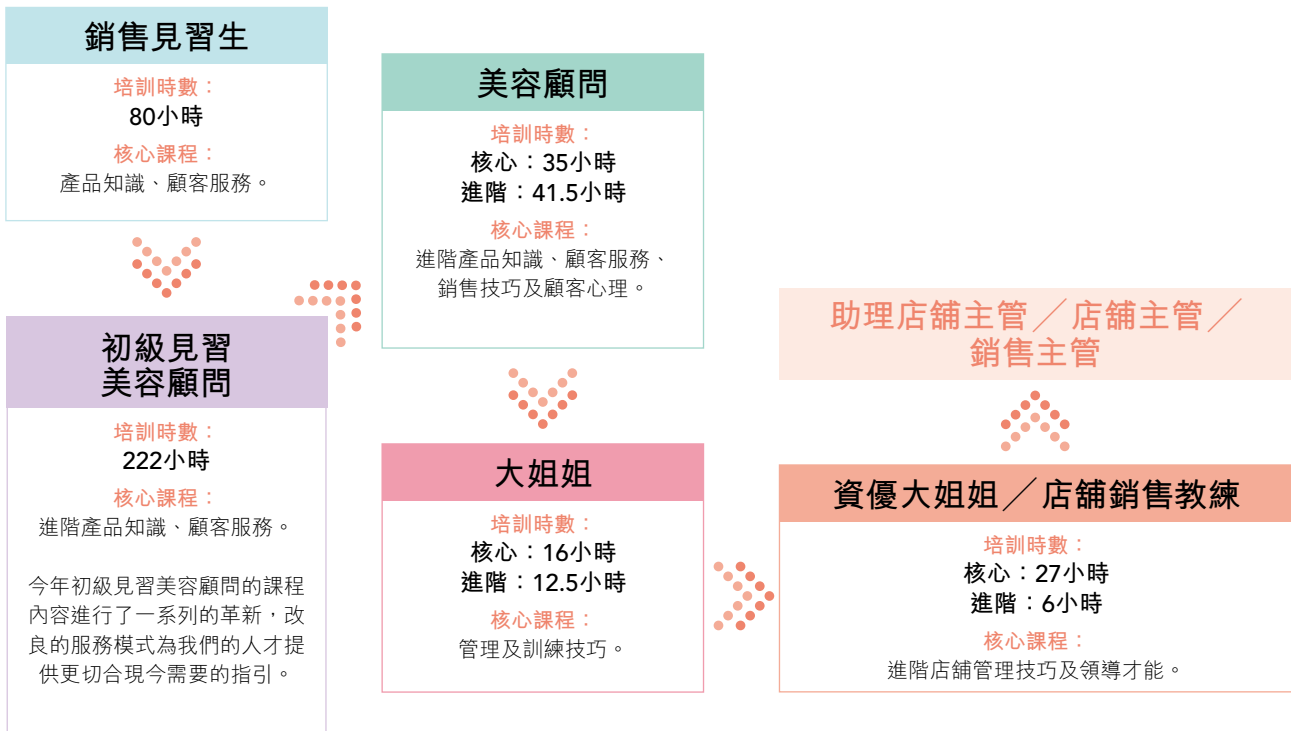 銷售見習生
培訓時數：
80小時
核心課程：
產品知識、顧客服務。
初級見習
美容顧問
培訓時數：
222小時
核心課程：
進階產品知識、顧客服務。
今年初級見習美容顧問的課程
內容進行了一系列的革新，改
良的服務模式為我們的人才提
供更切合現今需要的指引。
美容顧問
培訓時數：
核心：35小時
進階：41.5小時
核心課程：
進階產品知識、顧客服務、
銷售技巧及顧客心理。
大姐姐
培訓時數：
核心：16小時
進階：12.5小時
核心課程：
管理及訓練技巧。
資優大姐姐／店舖銷售教練
培訓時數：
核心：27小時
進階：6小時
核心課程：
進階店舖管理技巧及領導才能。
助理店舖主管／店舖主管／
銷售主管